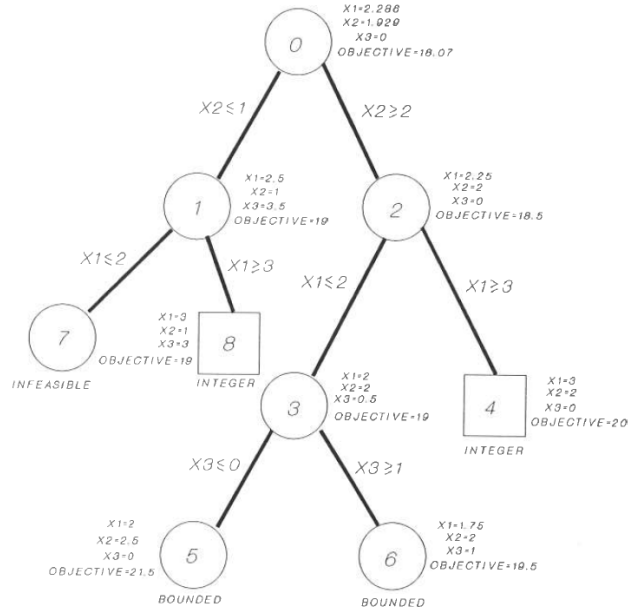 X1=2.286
X2=1.929
X3=0
OBJECTIVE=18.07
0
X2≤1
X2≥2
X1=2.5
X2=1
X3=3.5
OBJECTIVE=19
1
X1=2.25
X2=2
X3=0
OBJECTIVE=18.5
2
X1≤2
X1≥3
X1≤2
X1≥3
7
INFEASIBLE
X1=3
X2=1
X3=3
OBJECTIVE=19
8
INTEGER
X1=2
X2=2
X3=0.5
OBJECTIVE=19
3
X1=3
X2=2
X3=0
OBJECTIVE=20
4
INTEGER
X3≤0
X3≥1
X1=2
X2=2.5
X3=0
OBJECTIVE=21.5
5
BOUNDED
X1=1.75
X2=2
X3=1
OBJECTIVE=19.5
6
BOUNDED